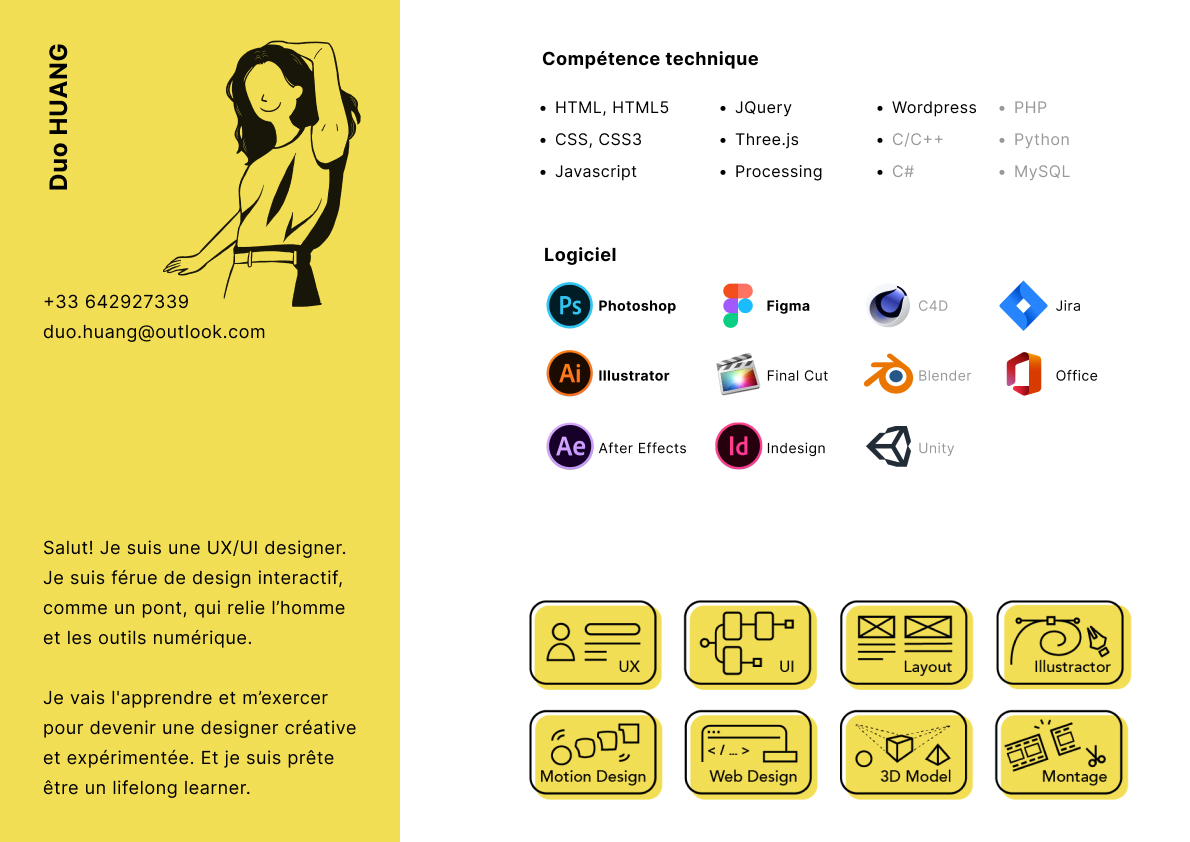 Duo HUANG
+33 642927339
duo.huang@outlook.com
Salut! Je suis une UX/UI designer.
Je suis férue de design interactif,
comme un pont, qui relie l’homme
et les outils numérique.
Je vais l'apprendre et m’exercer
pour devenir une designer créative
et expérimentée. Et je suis prête
être un lifelong learner.
Compétence technique
• HTML, HTML5
• CSS, CSS3
• Javascript
• JQuery
• Three.js
• Processing
• Wordpress
• C/C++
• C#
• PHP
• Python
• MySQL
Logiciel
Ps Photoshop
Figma
C4D
Jira
Ai Illustrator
Final Cut
Blender
Office
Ae After Effects
Id Indesign
Unity
UX
UI
Layout
Illustractor
Motion Design
< / ... >
Web Design
3D Model
Montage